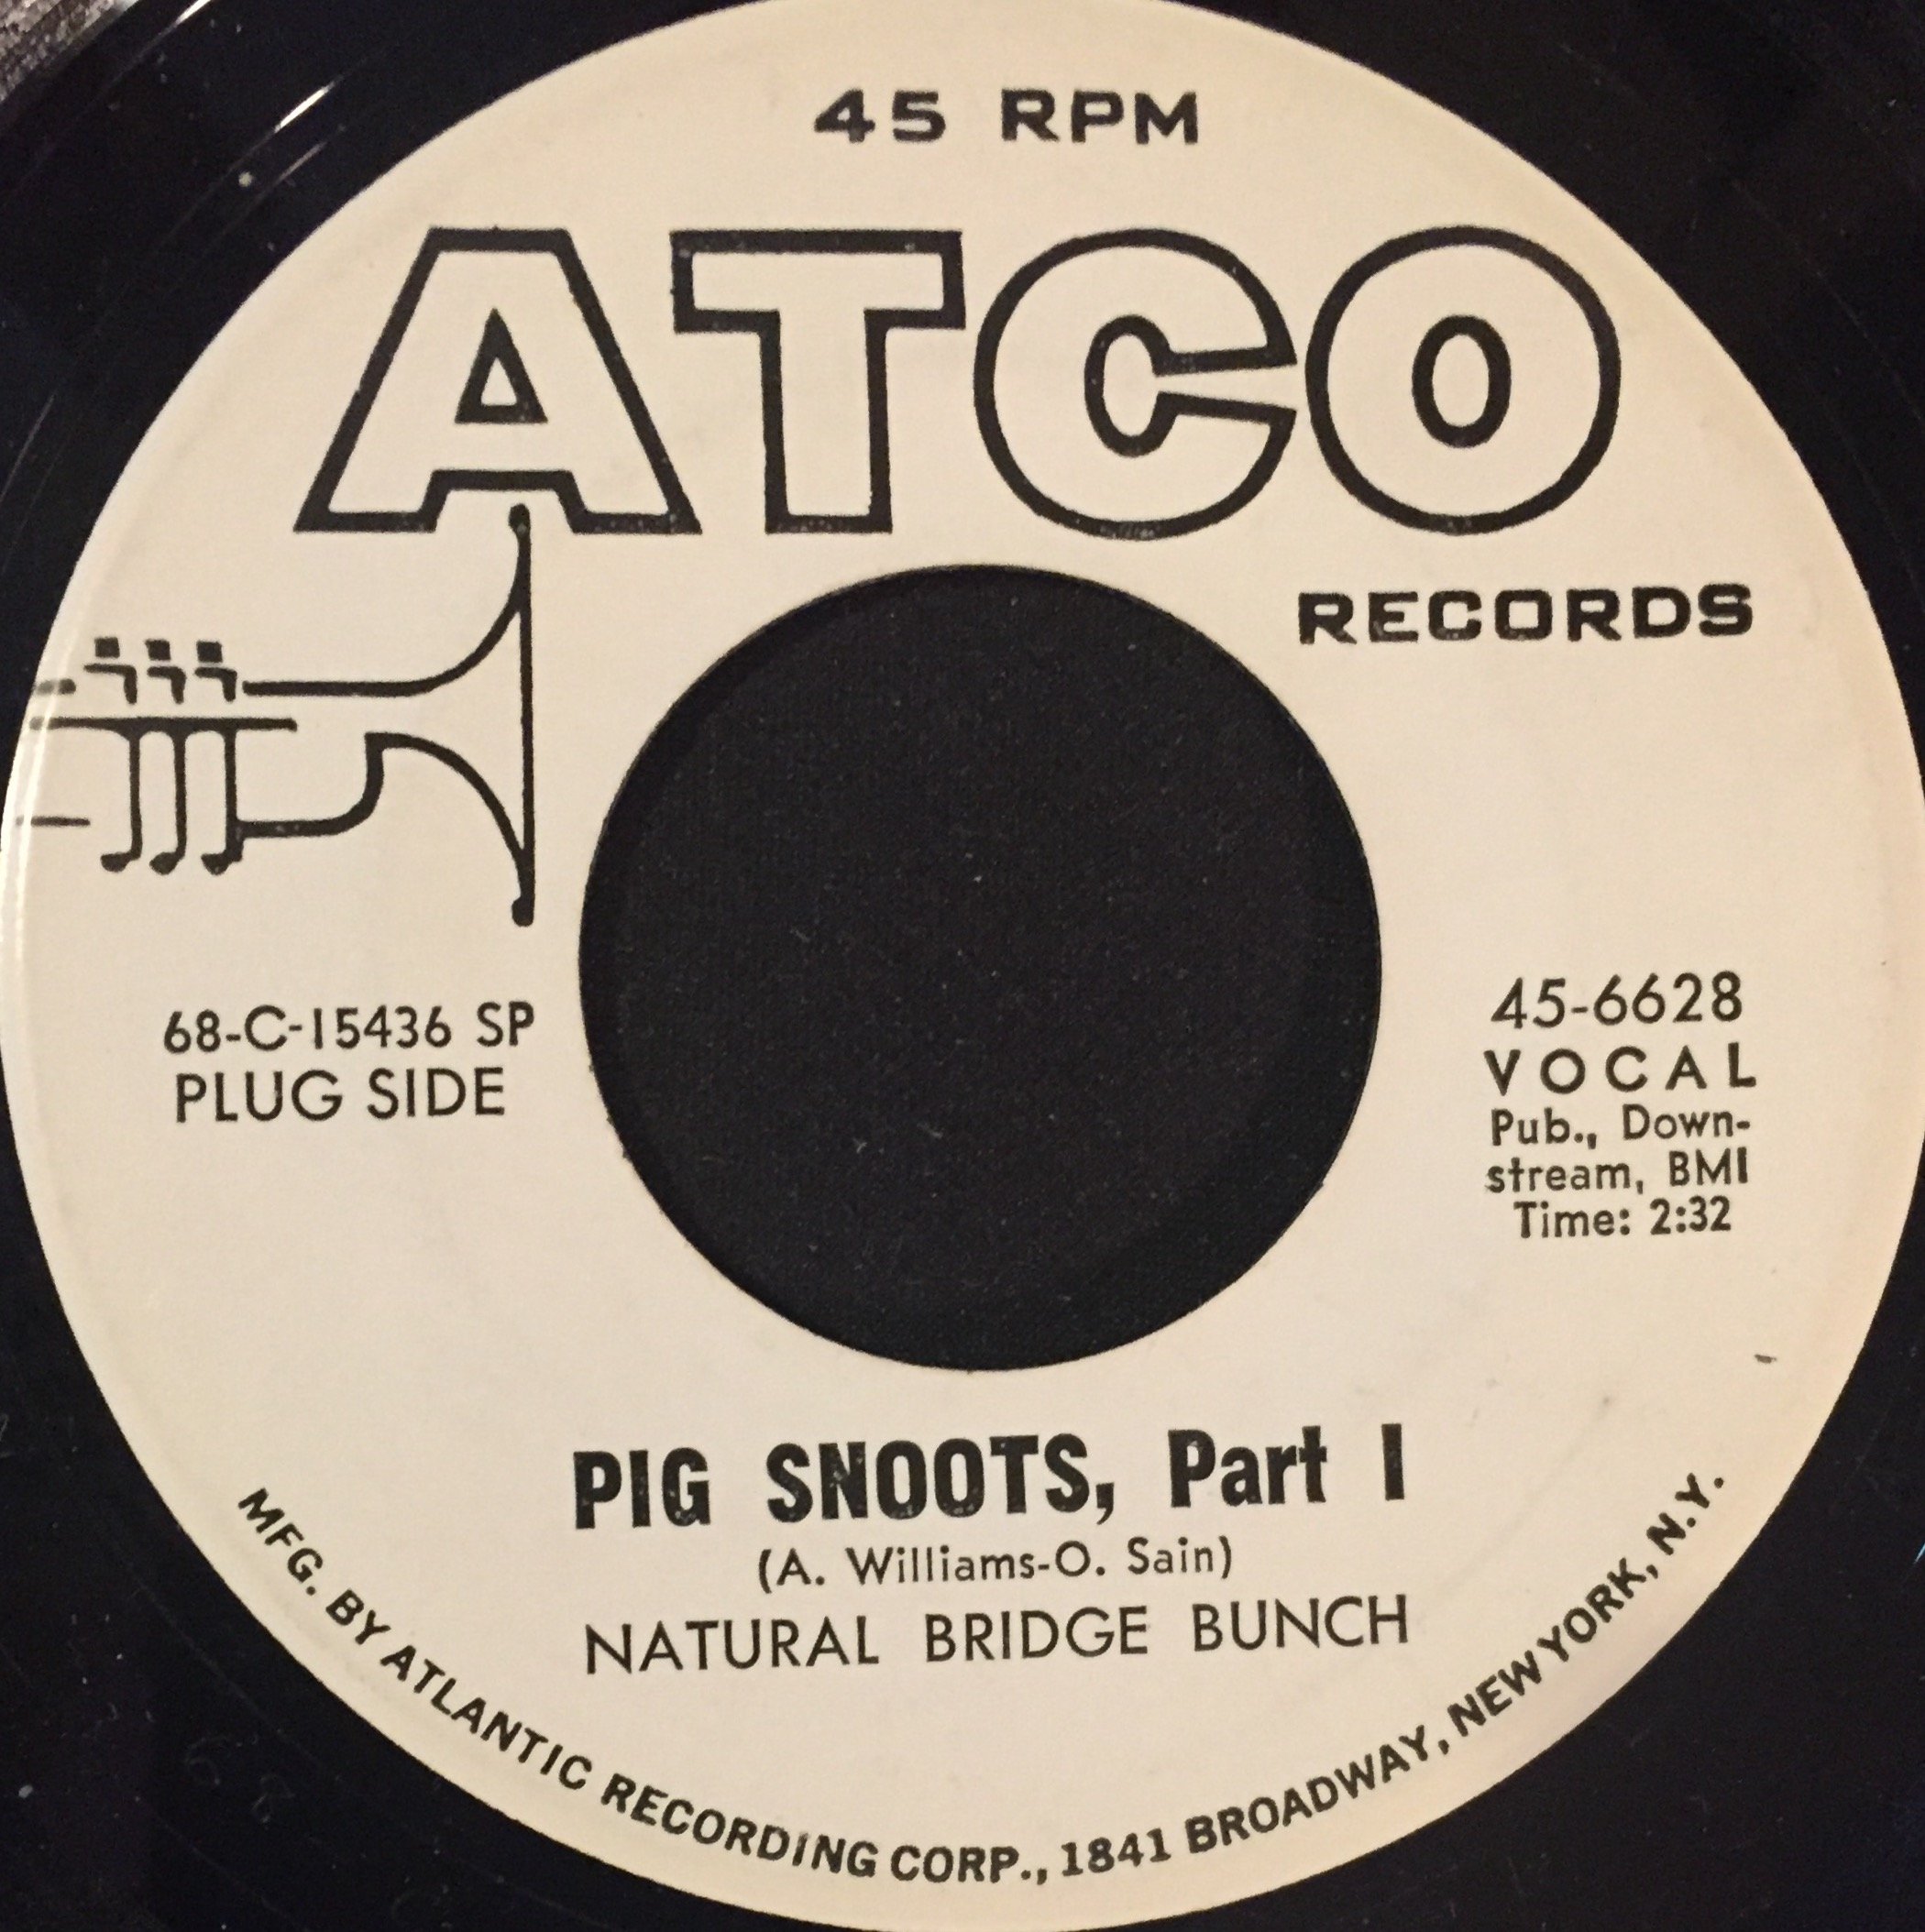 45 RPM
ATCO
RECORDS
68-C-15436 SP
PLUG SIDE
45-6628
VOCAL
Pub., Down-
stream, BMI
Time: 2:32
PIG SNOOTS, Part I
(A. Williams-O. Sain)
NATURAL BRIDGE BUNCH
MFG. BY ATLANTIC RECORDING CORP., 1841 BROADWAY, NEW YORK, N.Y.